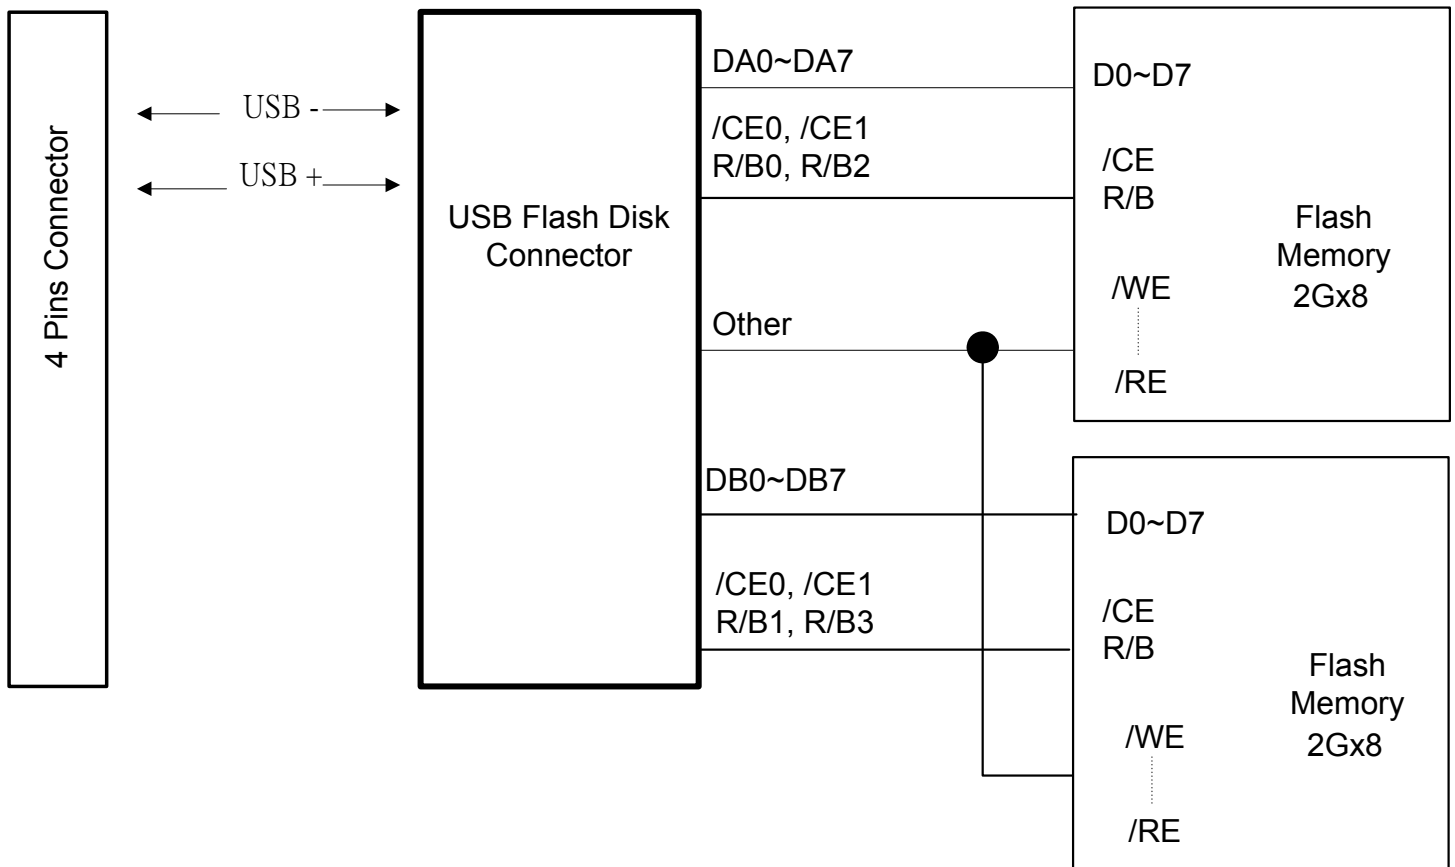 4 Pins Connector
USB -
USB +
USB Flash Disk
Connector
DA0~DA7
/CE0, /CE1
R/B0, R/B2
Other
DB0~DB7
/CE0, /CE1
R/B1, R/B3
D0~D7
/CE
R/B
/WE
/RE
Flash
Memory
2Gx8
D0~D7
/CE
R/B
/WE
/RE
Flash
Memory
2Gx8